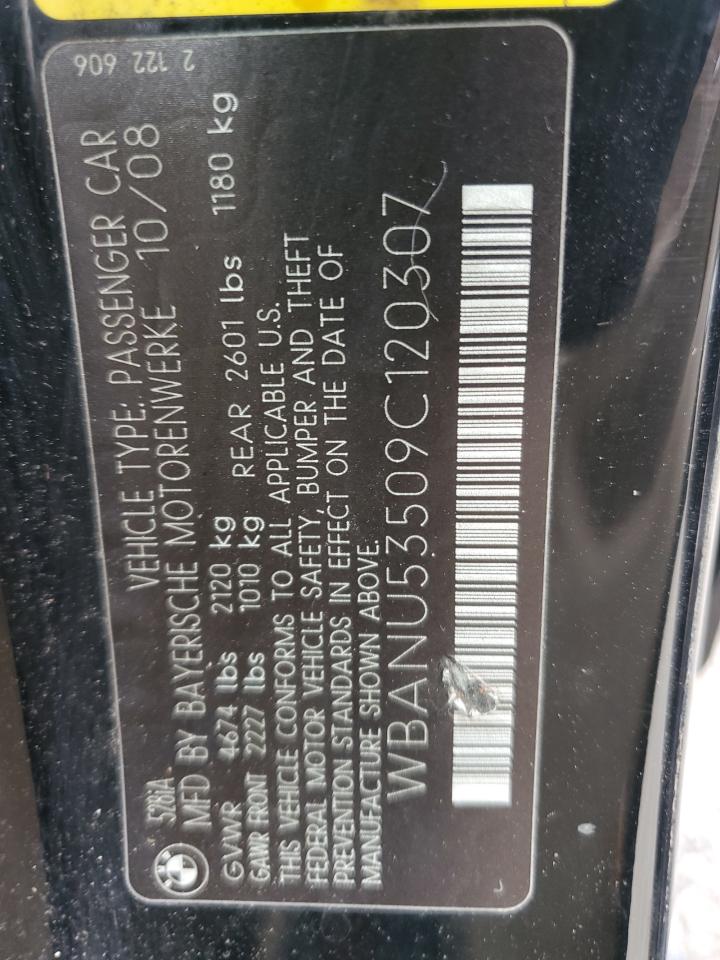 2 122 606
528iA VEHICLE TYPE: PASSENGER CAR
MFD BY BAYERISCHE MOTORENWERKE 10/08
GVWR 4674 lbs 2120 kg
GAWR FRONT 2227 lbs 1010 kg REAR 2601 lbs 1180 kg
THIS VEHICLE CONFORMS TO ALL APPLICABLE U.S.
FEDERAL MOTOR VEHICLE SAFETY, BUMPER AND THEFT
PREVENTION STANDARDS IN EFFECT ON THE DATE OF
MANUFACTURE SHOWN ABOVE.
WBANU53509C120307